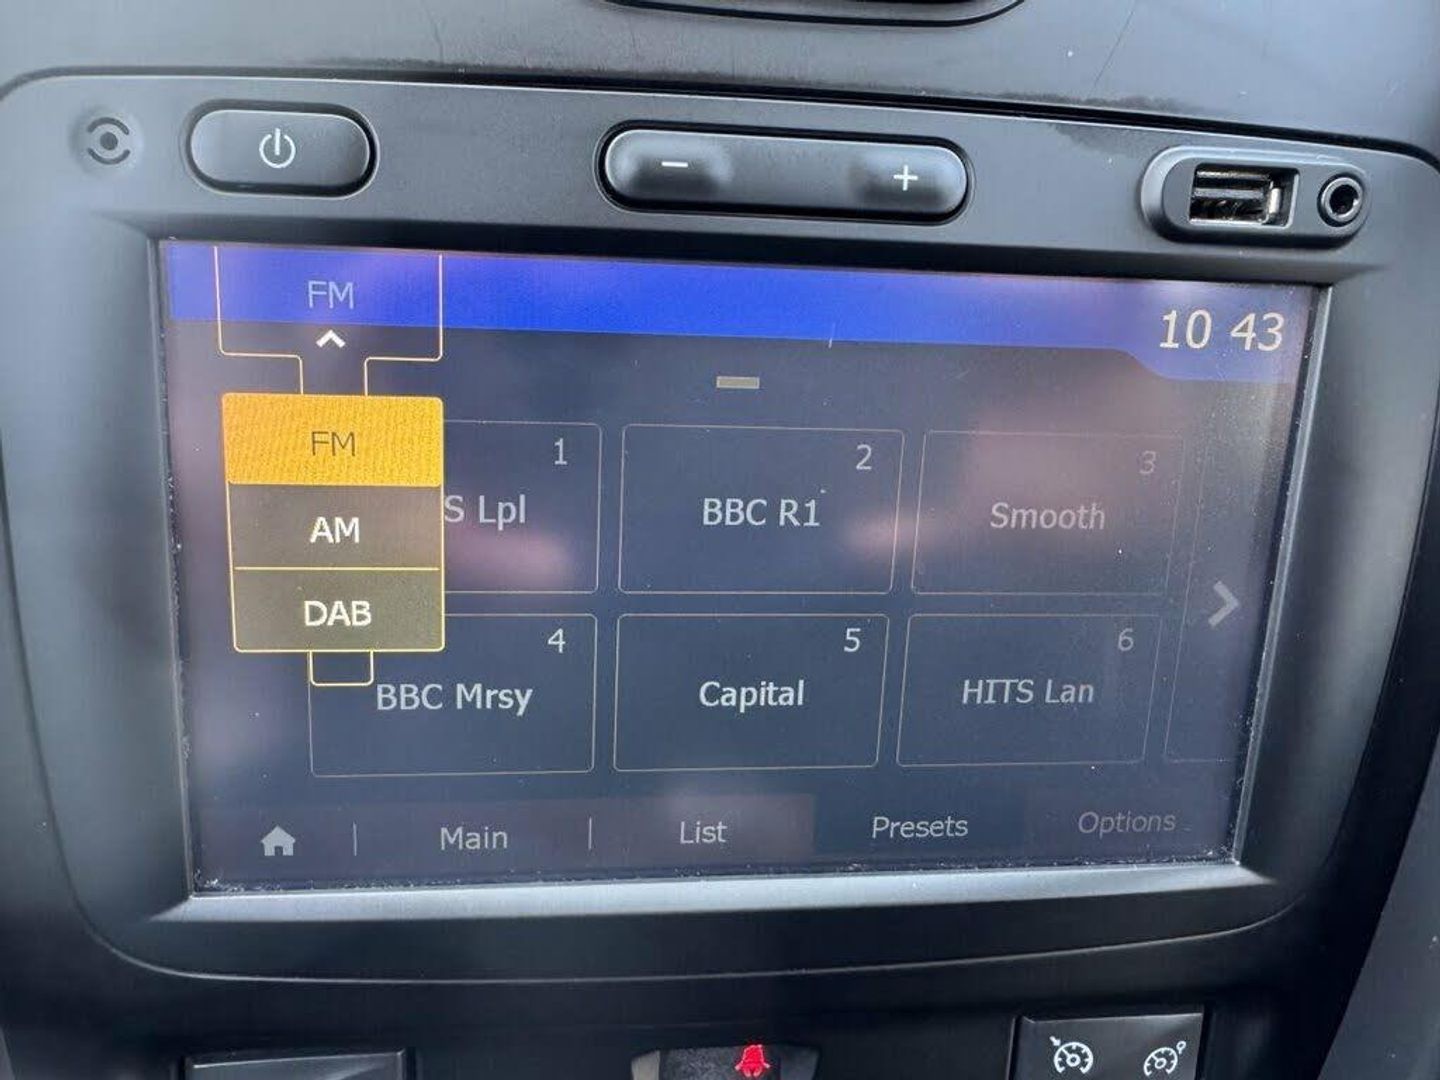 FM
10 43
FM
AM
DAB
1
S Lpl
2
BBC R1
3
Smooth
4
BBC Mrsy
5
Capital
6
HITS Lan
Main
List
Presets
Options